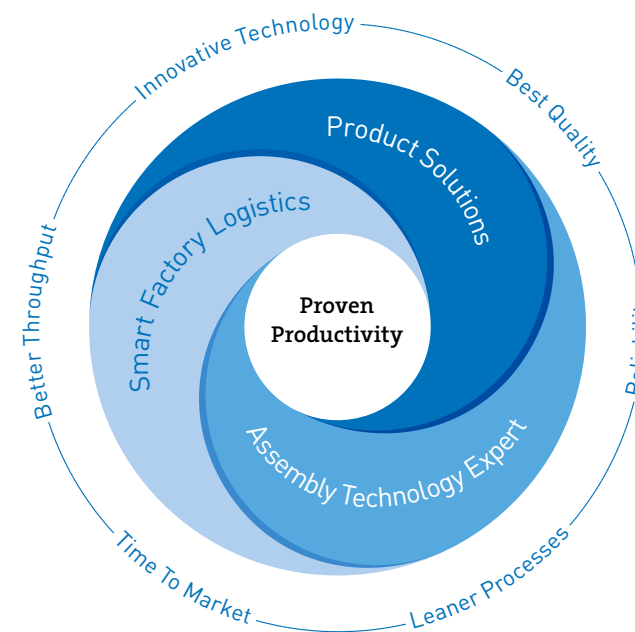 Innovative Technology
Best Quality
Product Solutions
Smart Factory Logistics
Better Throughput
Proven
Productivity
Assembly Technology Expert
Time To Market
Leaner Processes